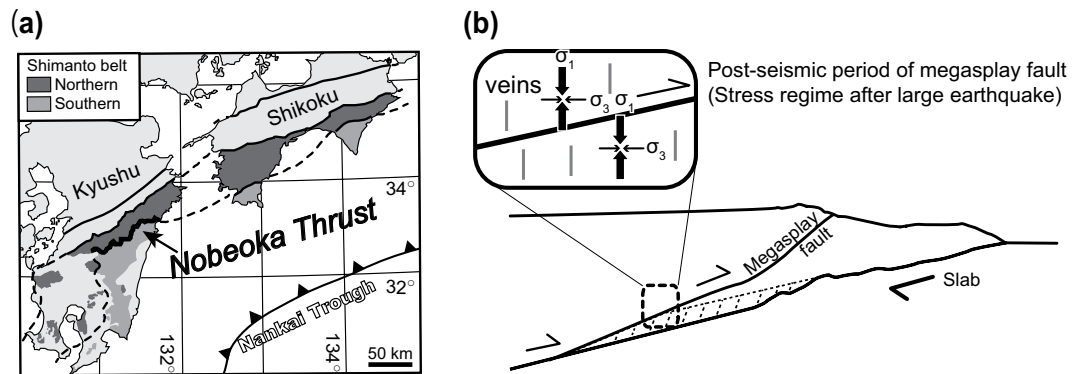 (a)
Shimanto belt
Northern
Southern
Shikoku
Kyushu
34°
Nobeoka Thrust
32°
Nankai Trough
132°
134°
50 km
(b)
σ1
veins
σ3 σ1
σ3
Post-seismic period of megasplay fault
(Stress regime after large earthquake)
Megasplay
fault
Slab